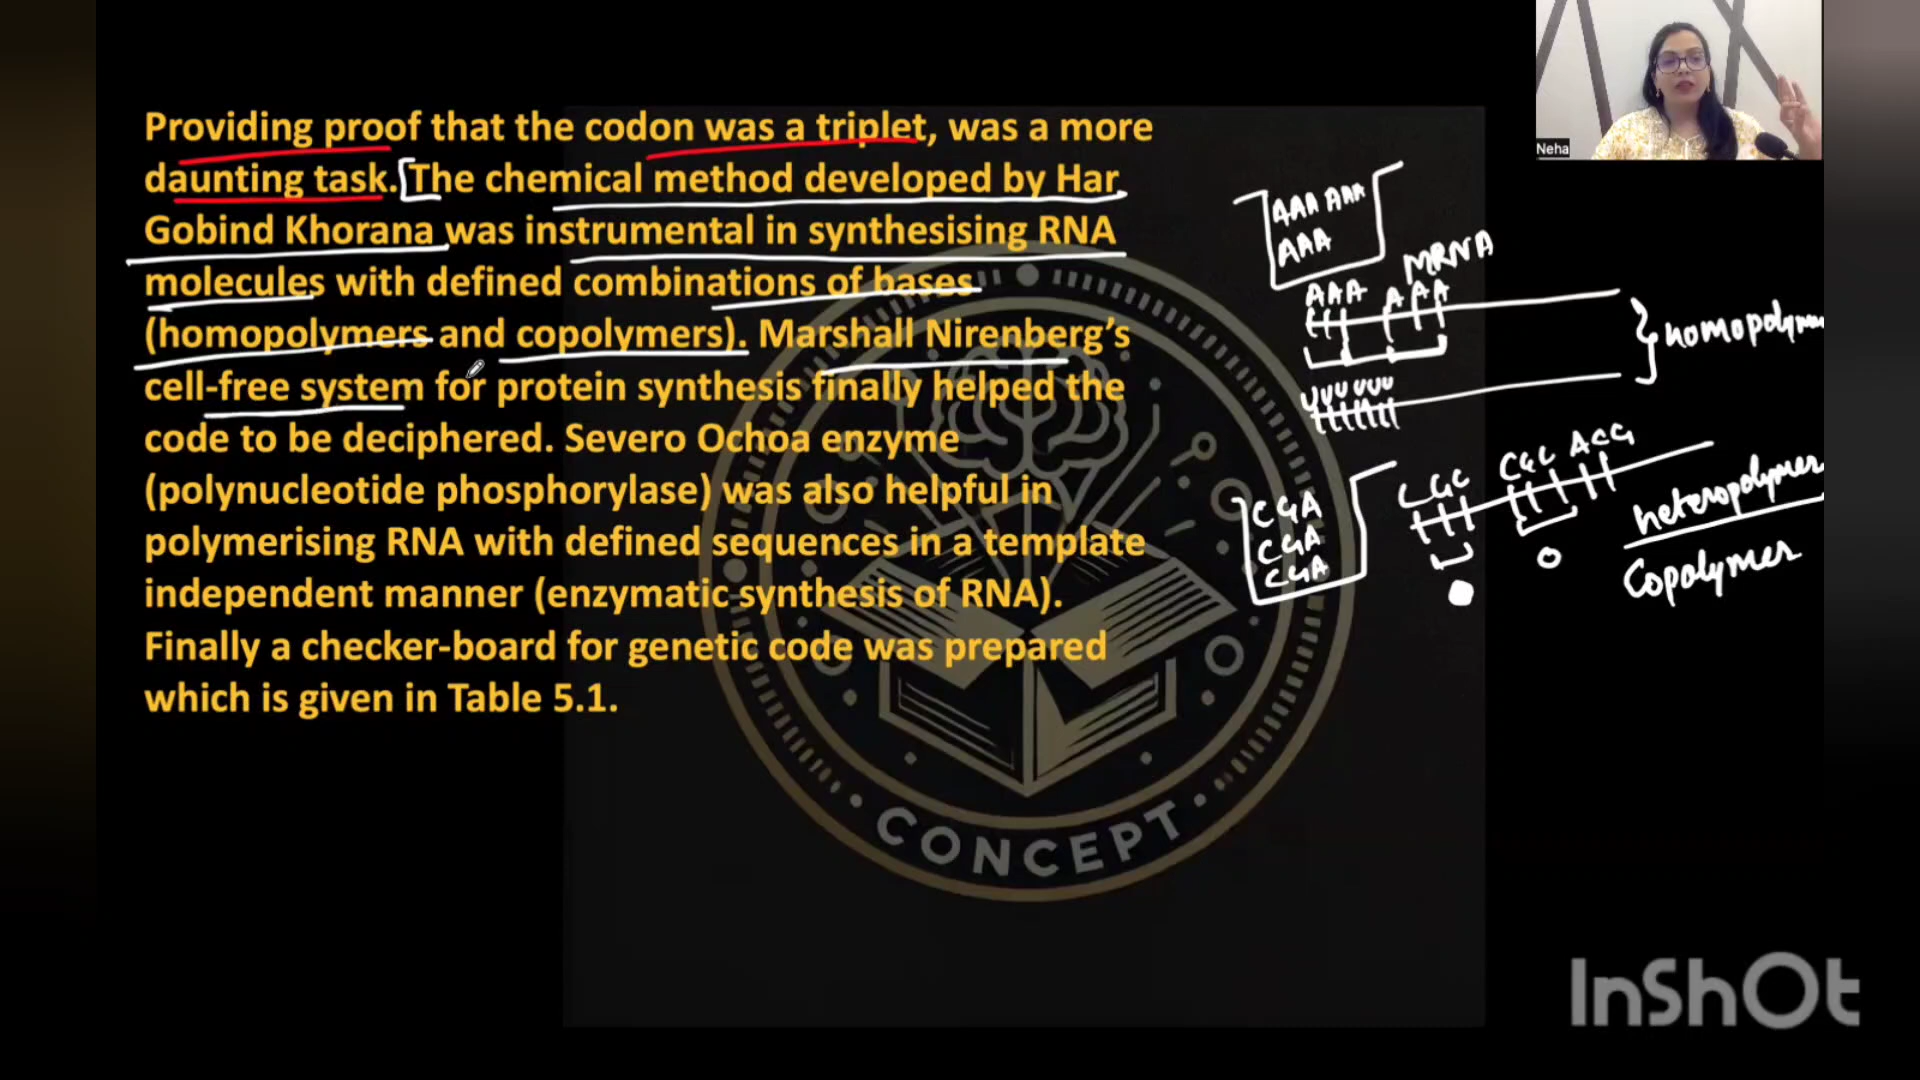 Providing proof that the codon was a triplet, was a more
daunting task. The chemical method developed by Har
Gobind Khorana was instrumental in synthesising RNA
molecules with defined combinations of bases
(homopolymers and copolymers). Marshall Nirenberg's
cell-free system for protein synthesis finally helped the
code to be deciphered. Severo Ochoa enzyme
(polynucleotide phosphorylase) was also helpful in
polymerising RNA with defined sequences in a template
independent manner (enzymatic synthesis of RNA).
Finally a checker-board for genetic code was prepared
which is given in Table 5.1.
Neha
AAA AAA
AAA
MRNA
AAA A AA
UUU UUU
CGA
CGA
CGA
CGC
heteropolymer
Copolymer
CONCEPT
InShOt